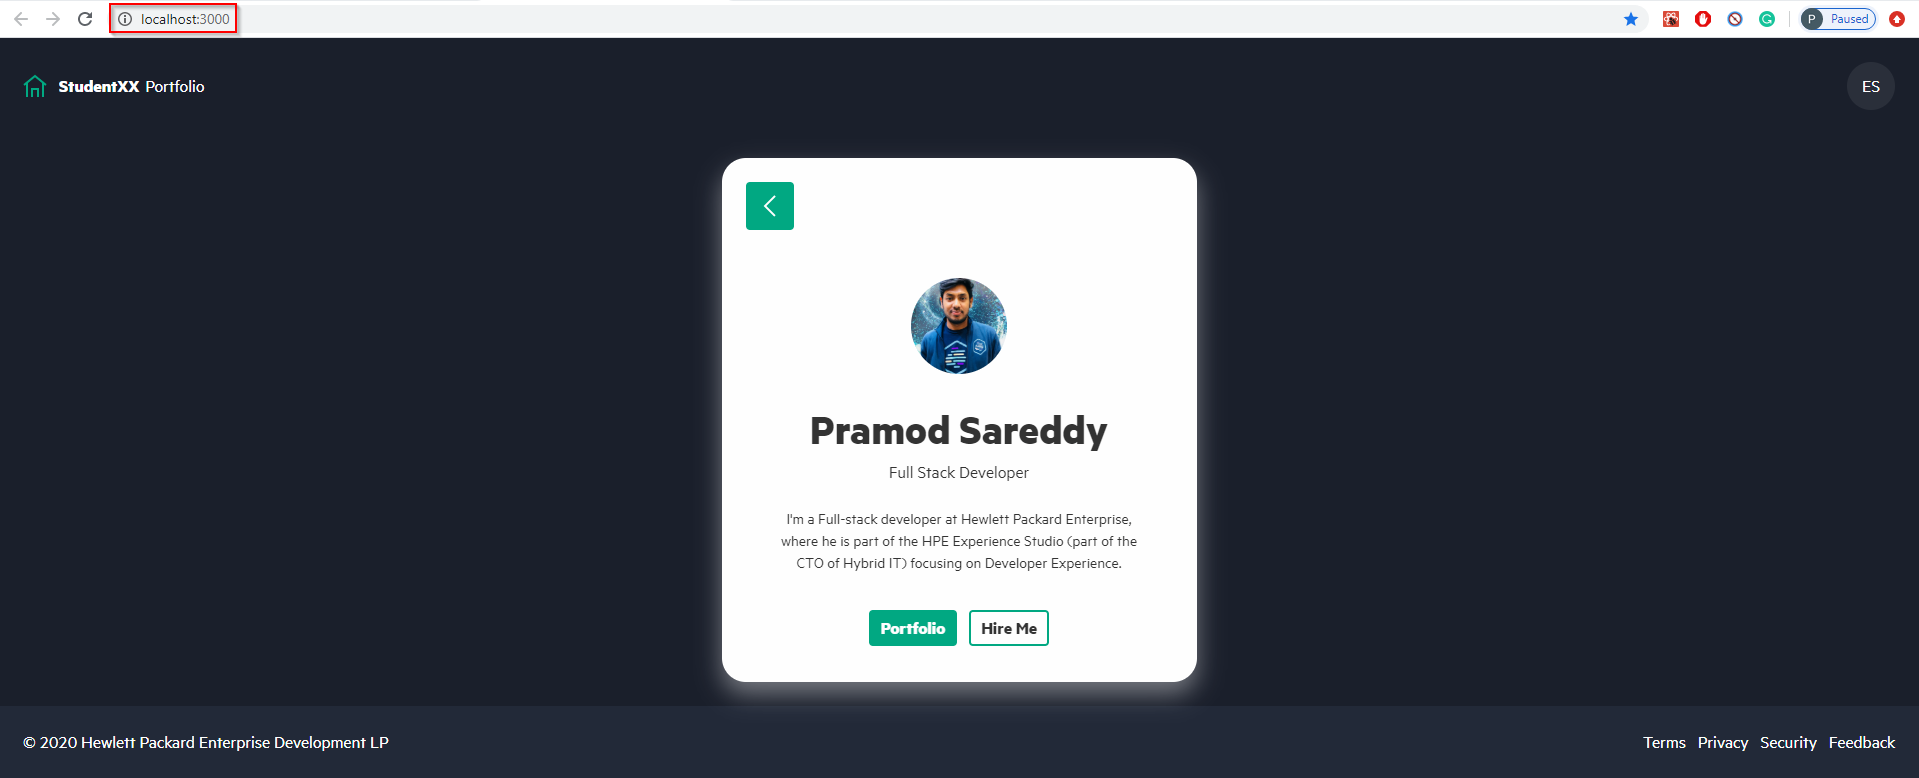 localhost:3000
P Paused
StudentXX Portfolio
ES
Pramod Sareddy
Full Stack Developer
I'm a Full-stack developer at Hewlett Packard Enterprise,
where he is part of the HPE Experience Studio (part of the
CTO of Hybrid IT) focusing on Developer Experience.
Portfolio Hire Me
© 2020 Hewlett Packard Enterprise Development LP
Terms Privacy Security Feedback